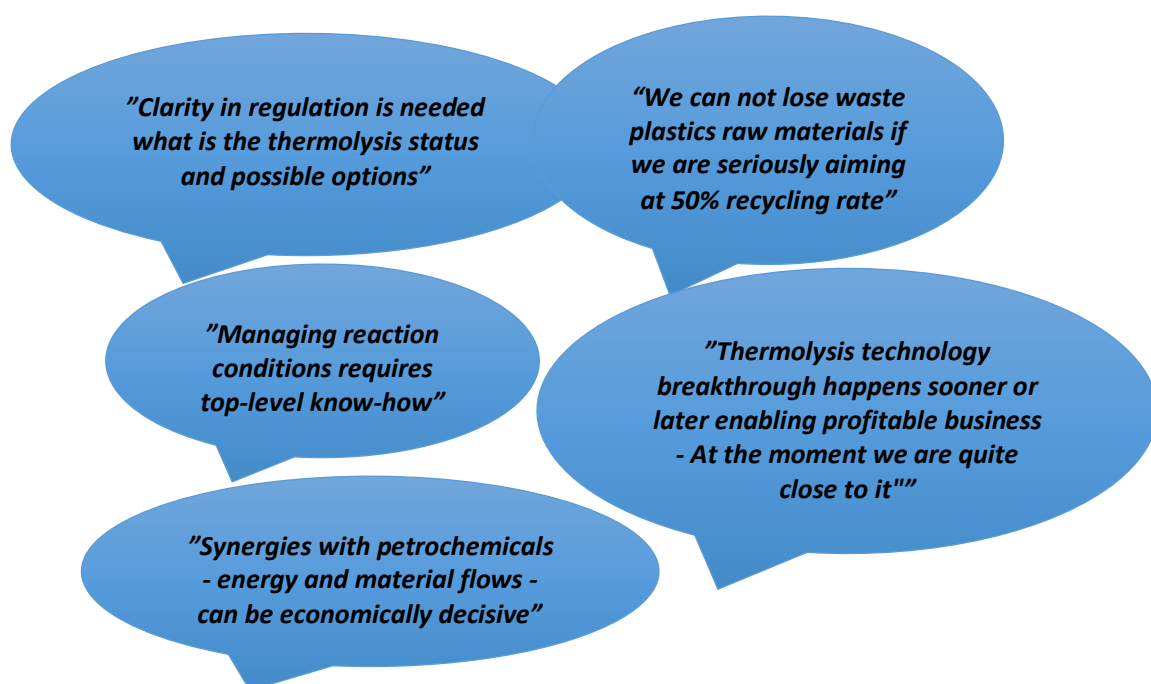 ”Clarity in regulation is needed
what is the thermolysis status
and possible options”
“We can not lose waste
plastics raw materials if
we are seriously aiming
at 50% recycling rate”
”Managing reaction
conditions requires
top-level know-how”
”Thermolysis technology
breakthrough happens sooner or
later enabling profitable business
- At the moment we are quite
close to it"”
”Synergies with petrochemicals
- energy and material flows -
can be economically decisive”